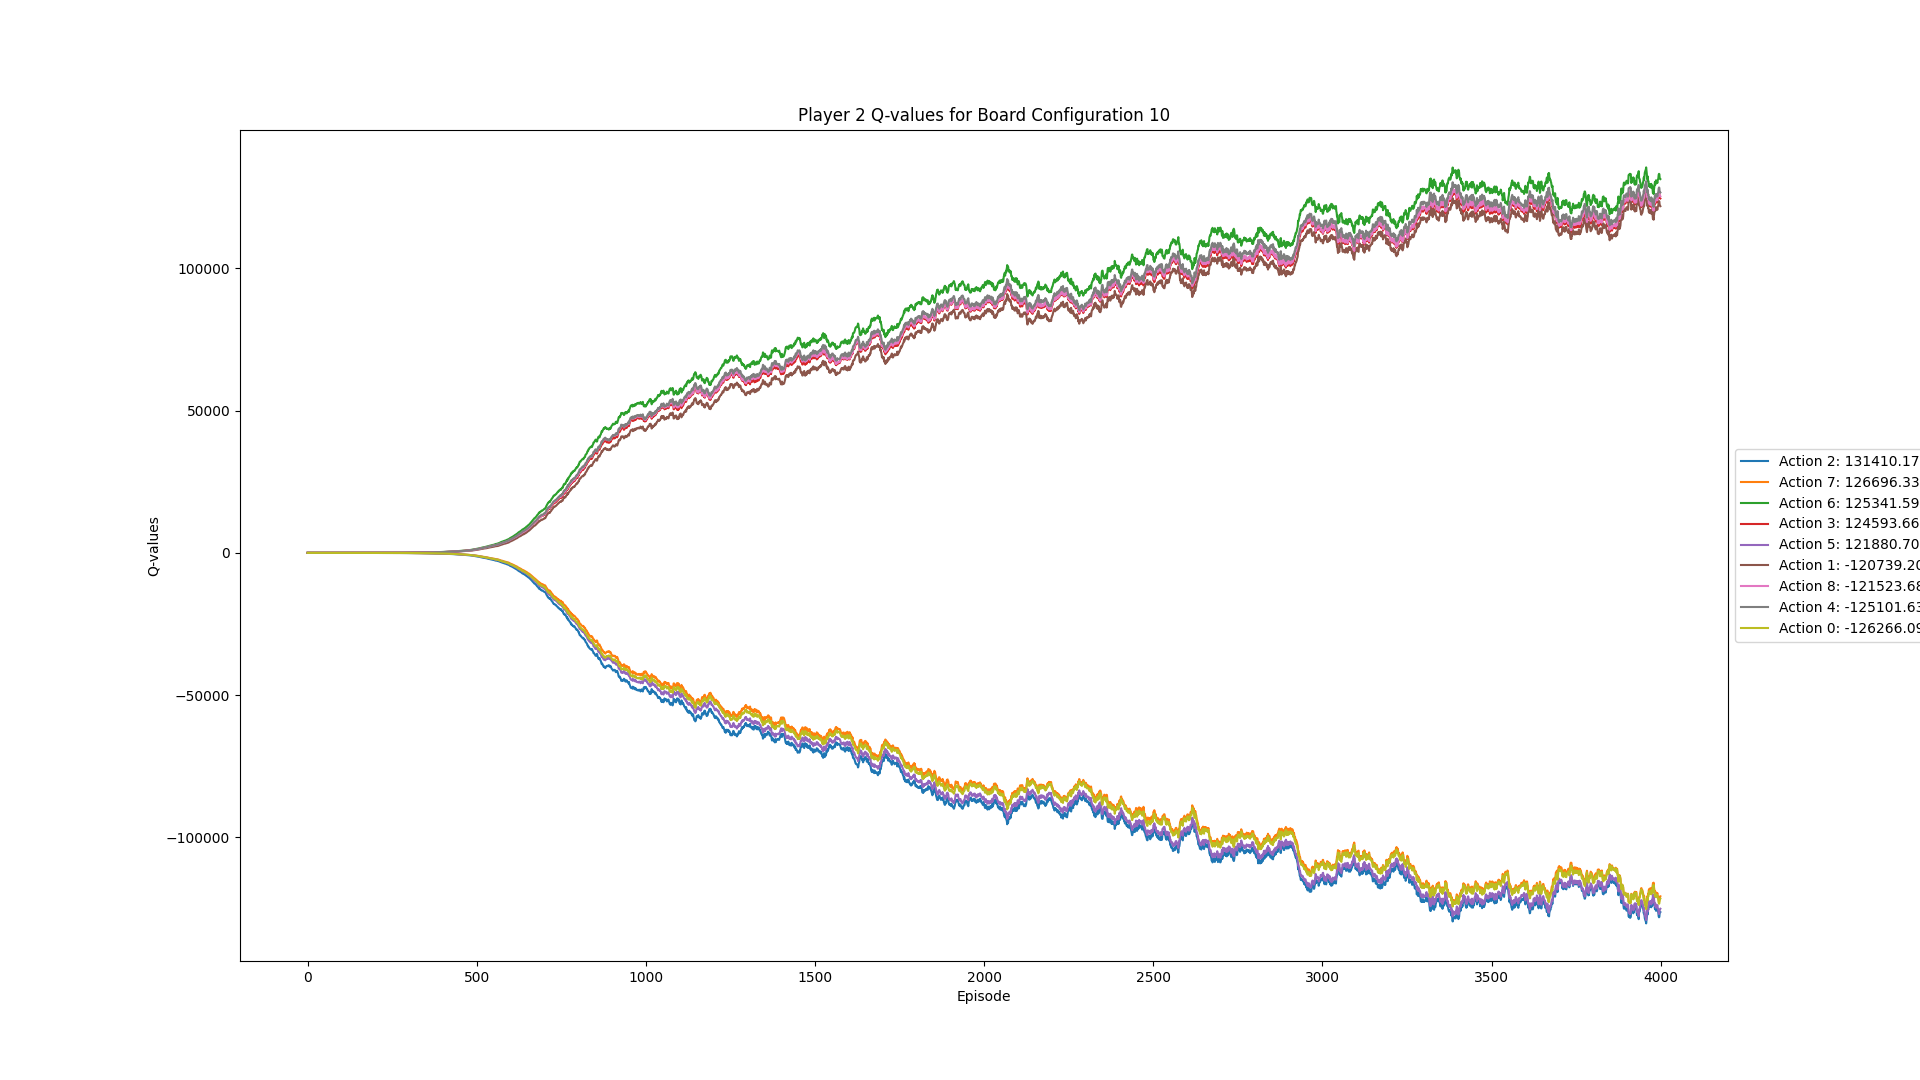 Player 2 Q-values for Board Configuration 10
100000
50000
0
−50000
−100000
Q-values
0
500
1000
1500
2000
2500
3000
3500
4000
Episode
Action 2: 131410.17
Action 7: 126696.33
Action 6: 125341.59
Action 3: 124593.66
Action 5: 121880.70
Action 1: -120739.20
Action 8: -121523.68
Action 4: -125101.63
Action 0: -126266.09